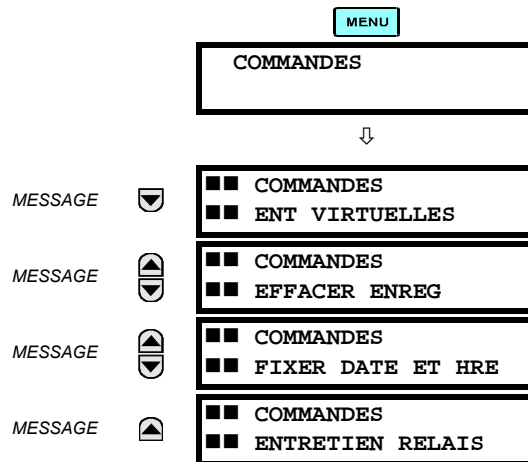 MENU
COMMANDES
MESSAGE ■■ COMMANDES
■■ ENT VIRTUELLES
MESSAGE ■■ COMMANDES
■■ EFFACER ENREG
MESSAGE ■■ COMMANDES
■■ FIXER DATE ET HRE
MESSAGE ■■ COMMANDES
■■ ENTRETIEN RELAIS